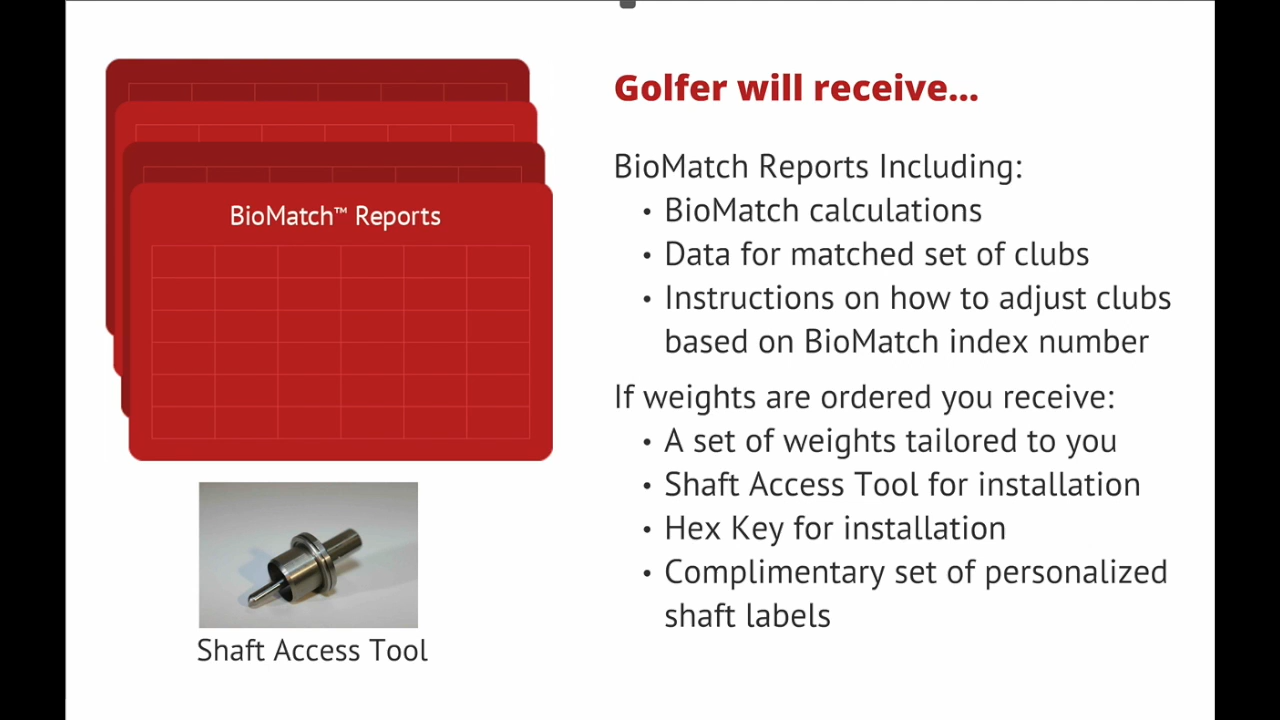 BioMatch™ Reports
Shaft Access Tool
Golfer will receive...
BioMatch Reports Including:
• BioMatch calculations
• Data for matched set of clubs
• Instructions on how to adjust clubs
based on BioMatch index number
If weights are ordered you receive:
• A set of weights tailored to you
• Shaft Access Tool for installation
• Hex Key for installation
• Complimentary set of personalized
shaft labels